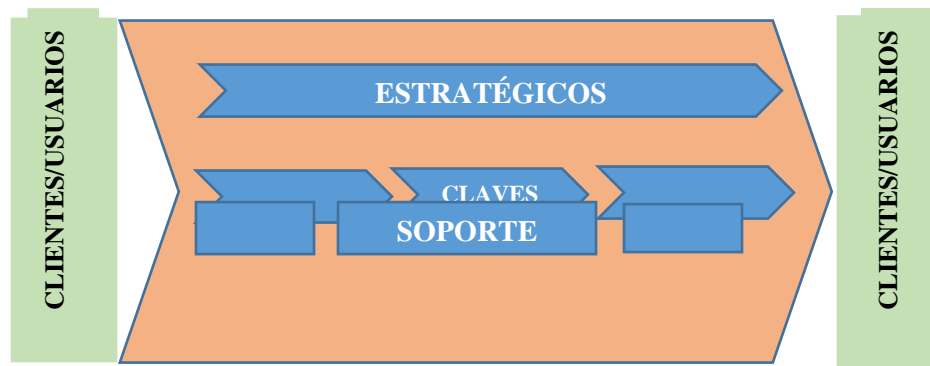 CLIENTES/USUARIOS
ESTRATÉGICOS
CLAVES
SOPORTE
CLIENTES/USUARIOS